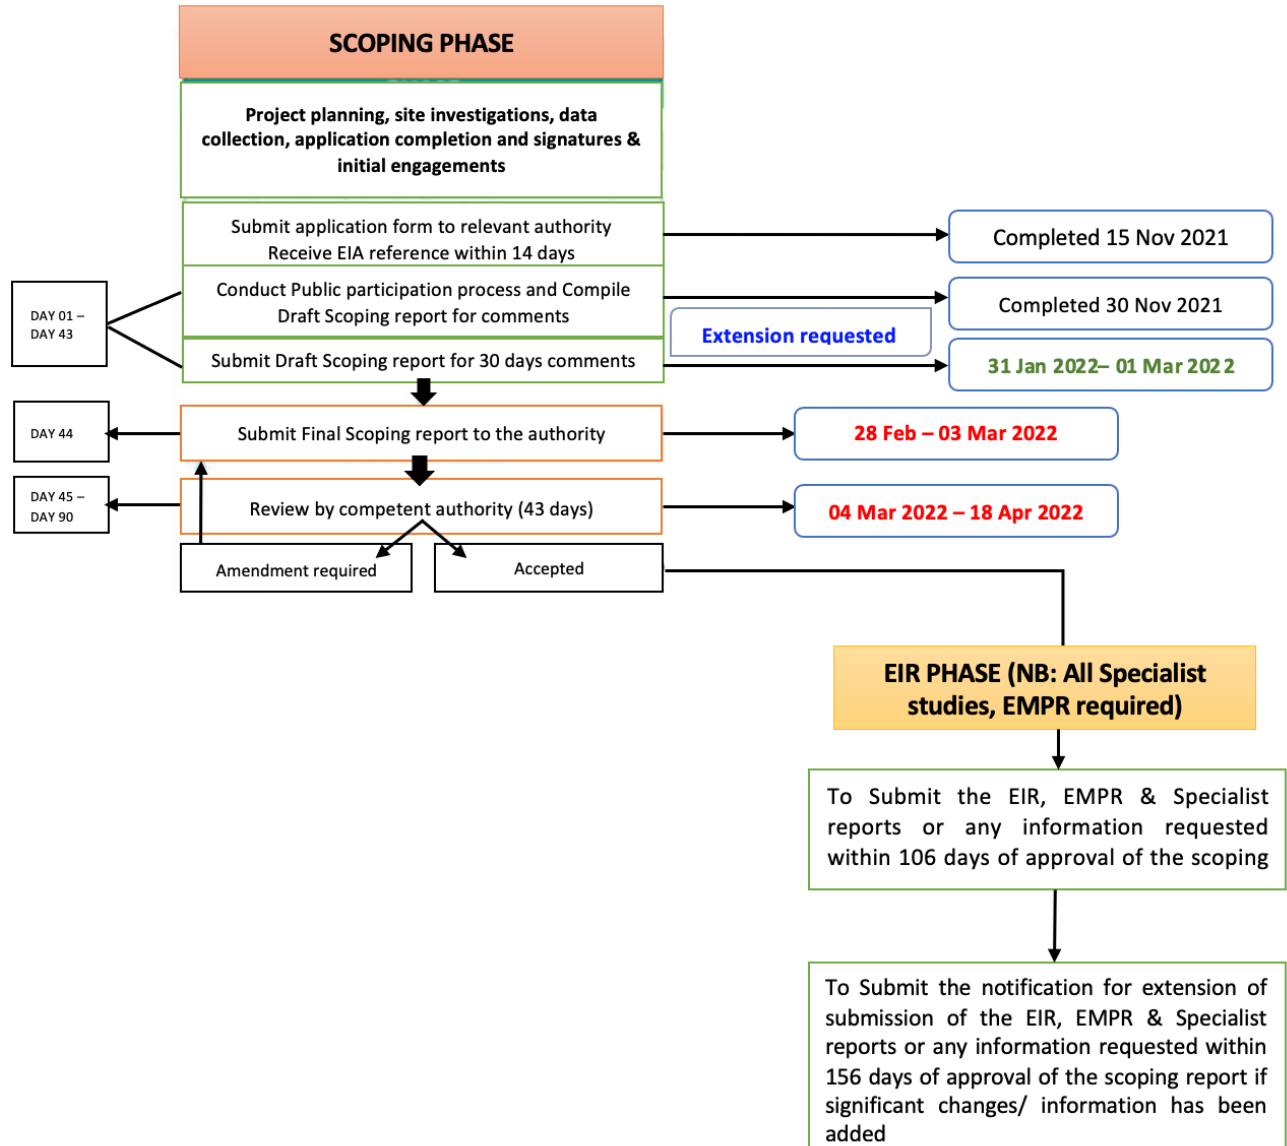 SCOPING PHASE
Project planning, site investigations, data
collection, application completion and signatures &
initial engagements
Submit application form to relevant authority
Receive EIA reference within 14 days
Completed 15 Nov 2021
DAY 01 –
DAY 43
Conduct Public participation process and Compile
Draft Scoping report for comments
Completed 30 Nov 2021
Extension requested
Submit Draft Scoping report for 30 days comments
31 Jan 2022– 01 Mar 2022
DAY 44
Submit Final Scoping report to the authority
28 Feb – 03 Mar 2022
DAY 45 –
DAY 90
Review by competent authority (43 days)
04 Mar 2022 – 18 Apr 2022
Amendment required
Accepted
EIR PHASE (NB: All Specialist
studies, EMPR required)
To Submit the EIR, EMPR & Specialist
reports or any information requested
within 106 days of approval of the scoping
To Submit the notification for extension of
submission of the EIR, EMPR & Specialist
reports or any information requested within
156 days of approval of the scoping report if
significant changes/ information has been
added